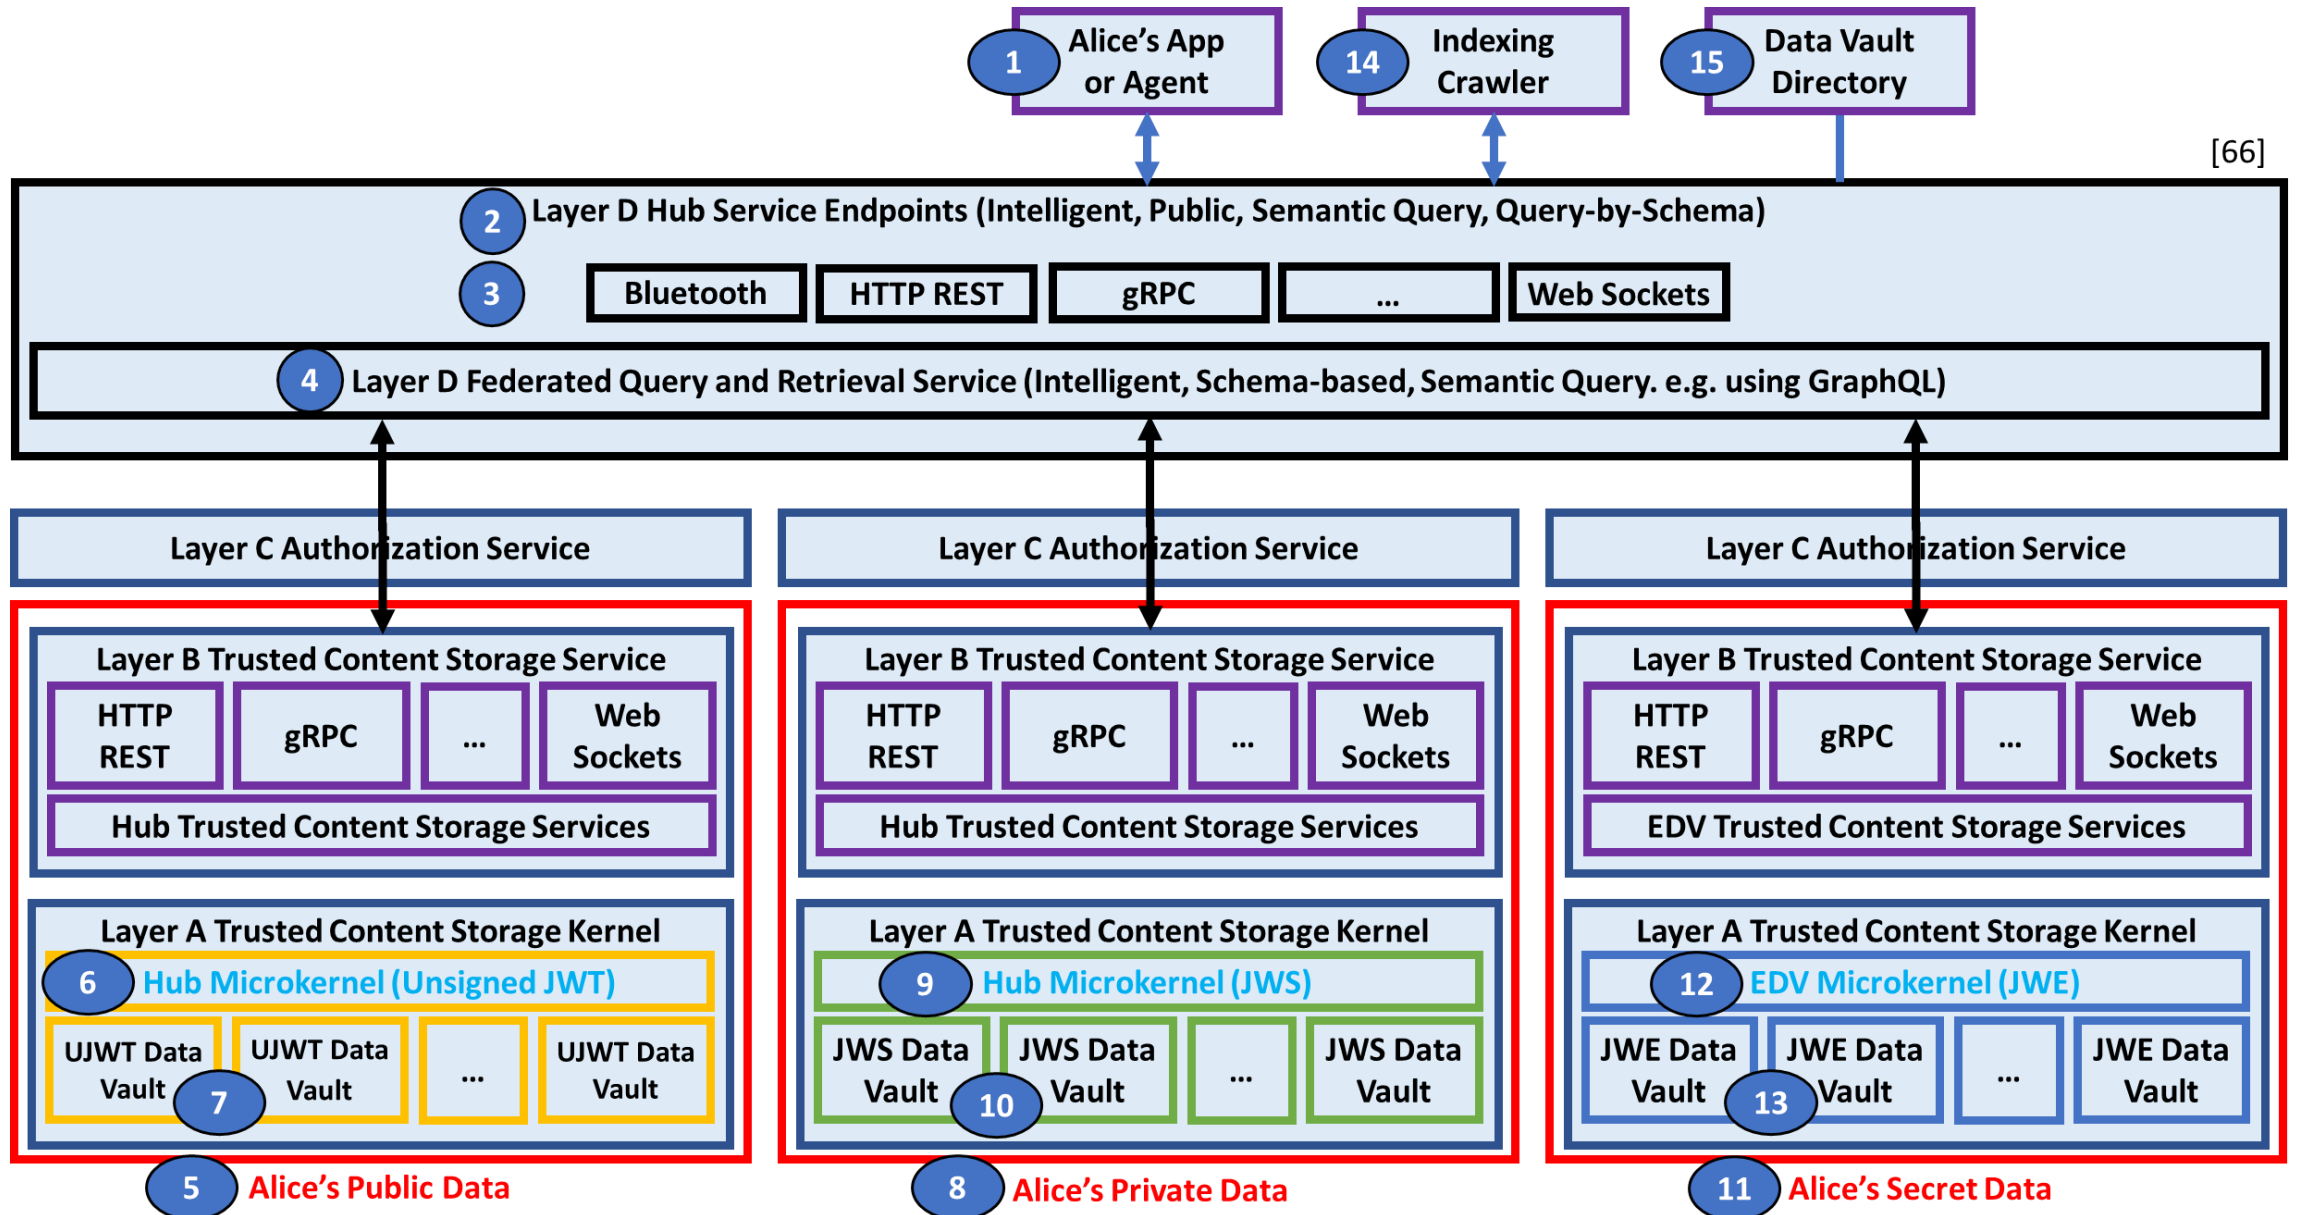 1
Alice's App
or Agent
14
Indexing
Crawler
15
Data Vault
Directory
[66]
2
Layer D Hub Service Endpoints (Intelligent, Public, Semantic Query, Query-by-Schema)
3
Bluetooth
HTTP REST
gRPC
...
Web Sockets
4
Layer D Federated Query and Retrieval Service (Intelligent, Schema-based, Semantic Query. e.g. using GraphQL)
Layer C Authorization Service
Layer C Authorization Service
Layer C Authorization Service
Layer B Trusted Content Storage Service
HTTP
REST
gRPC
...
Web
Sockets
Hub Trusted Content Storage Services
Layer B Trusted Content Storage Service
HTTP
REST
gRPC
...
Web
Sockets
Hub Trusted Content Storage Services
Layer B Trusted Content Storage Service
HTTP
REST
gRPC
...
Web
Sockets
EDV Trusted Content Storage Services
Layer A Trusted Content Storage Kernel
6
Hub Microkernel (Unsigned JWT)
UJWT Data
Vault
UJWT Data
Vault
...
UJWT Data
Vault
7
5
Alice's Public Data
Layer A Trusted Content Storage Kernel
9
Hub Microkernel (JWS)
JWS Data
Vault
JWS Data
Vault
...
JWS Data
Vault
10
8
Alice's Private Data
Layer A Trusted Content Storage Kernel
12
EDV Microkernel (JWE)
JWE Data
Vault
JWE Data
Vault
...
JWE Data
Vault
13
11
Alice's Secret Data